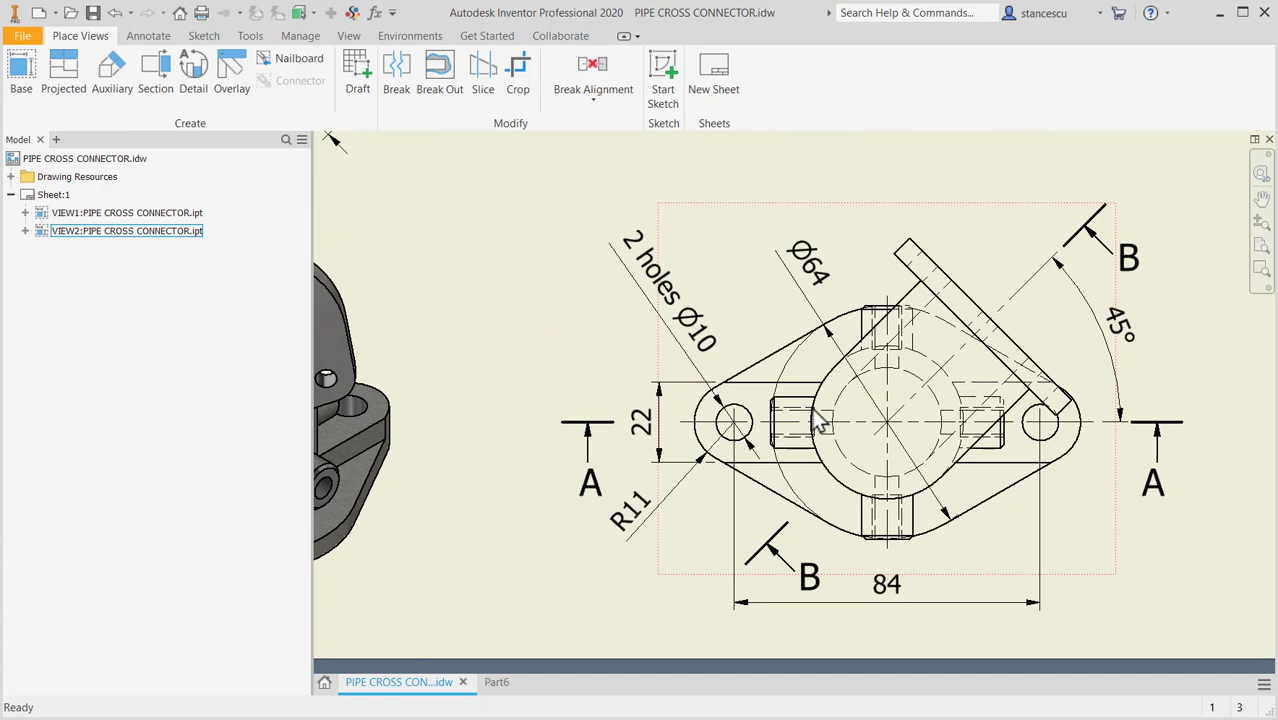 PRO
fx
Autodesk Inventor Professional 2020 PIPE CROSS CONNECTOR.idw
Search Help & Commands...
stancescu
File
Place Views
Annotate
Sketch
Tools
Manage
View
Environments
Get Started
Collaborate
Base
Projected
Auxiliary
Section
Detail
Overlay
Nailboard
Connector
Draft
Break
Break Out
Slice
Crop
Break Alignment
Start
Sketch
New Sheet
Create
Modify
Sketch
Sheets
Model
PIPE CROSS CONNECTOR.idw
Drawing Resources
Sheet:1
VIEW1:PIPE CROSS CONNECTOR.ipt
VIEW2:PIPE CROSS CONNECTOR.ipt
2 holes Ø10
Ø64
B
45°
22
A
A
R11
B
84
PIPE CROSS CON...idw
Part6
Ready
1 3